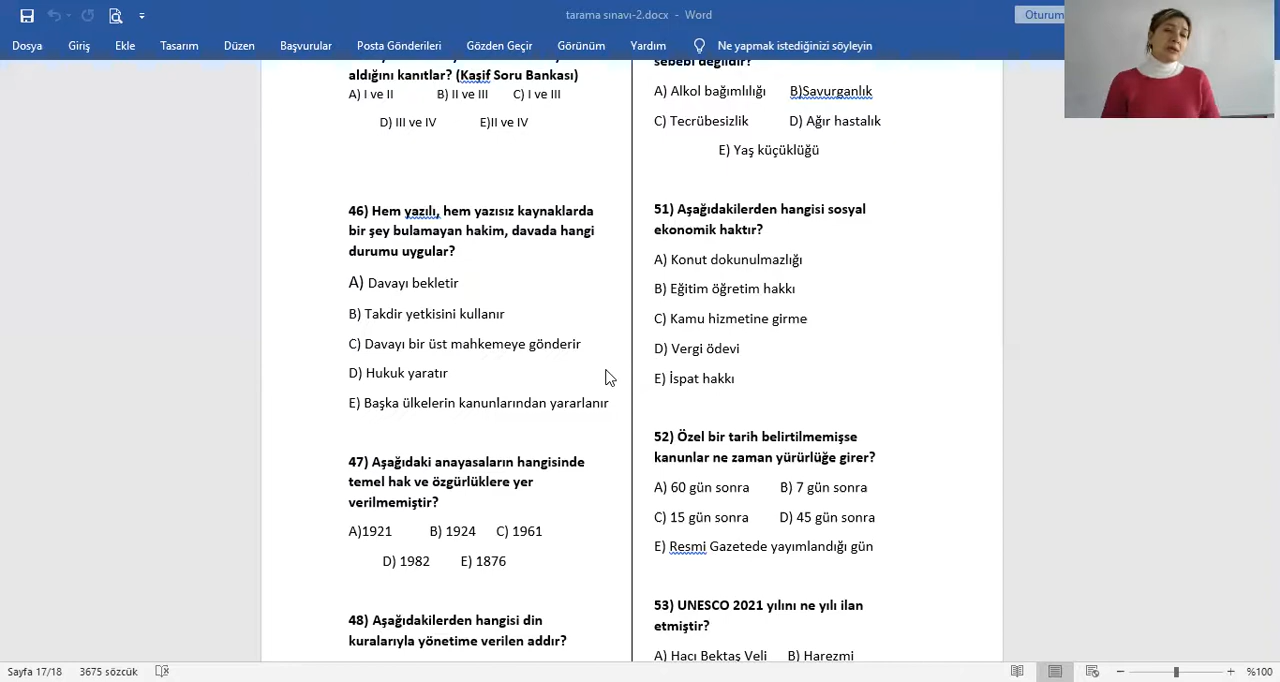 tarama sınavı-2.docx - Word
Oturum
Dosya Giriş Ekle Tasarım Düzen Başvurular Posta Gönderileri Gözden Geçir Görünüm Yardım Ne yapmak istediğinizi söyleyin
aldığını kanıtlar? (Kaşif Soru Bankası)
A) I ve II B) II ve III C) I ve III
D) III ve IV E)II ve IV
46) Hem yazılı, hem yazısız kaynaklarda
bir şey bulamayan hakim, davada hangi
durumu uygular?
A) Davayı bekletir
B) Takdir yetkisini kullanır
C) Davayı bir üst mahkemeye gönderir
D) Hukuk yaratır
E) Başka ülkelerin kanunlarından yararlanır
47) Aşağıdaki anayasaların hangisinde
temel hak ve özgürlüklere yer
verilmemiştir?
A)1921 B) 1924 C) 1961
D) 1982 E) 1876
48) Aşağıdakilerden hangisi din
kuralarıyla yönetime verilen addır?
sebebi değildir?
A) Alkol bağımlılığı B)Savurganlık
C) Tecrübesizlik D) Ağır hastalık
E) Yaş küçüklüğü
51) Aşağıdakilerden hangisi sosyal
ekonomik haktır?
A) Konut dokunulmazlığı
B) Eğitim öğretim hakkı
C) Kamu hizmetine girme
D) Vergi ödevi
E) İspat hakkı
52) Özel bir tarih belirtilmemişse
kanunlar ne zaman yürürlüğe girer?
A) 60 gün sonra B) 7 gün sonra
C) 15 gün sonra D) 45 gün sonra
E) Resmi Gazetede yayımlandığı gün
53) UNESCO 2021 yılını ne yılı ilan
etmiştir?
A) Hacı Bektaş Veli B) Harezmi
Sayfa 17/18 3675 sözcük
%100